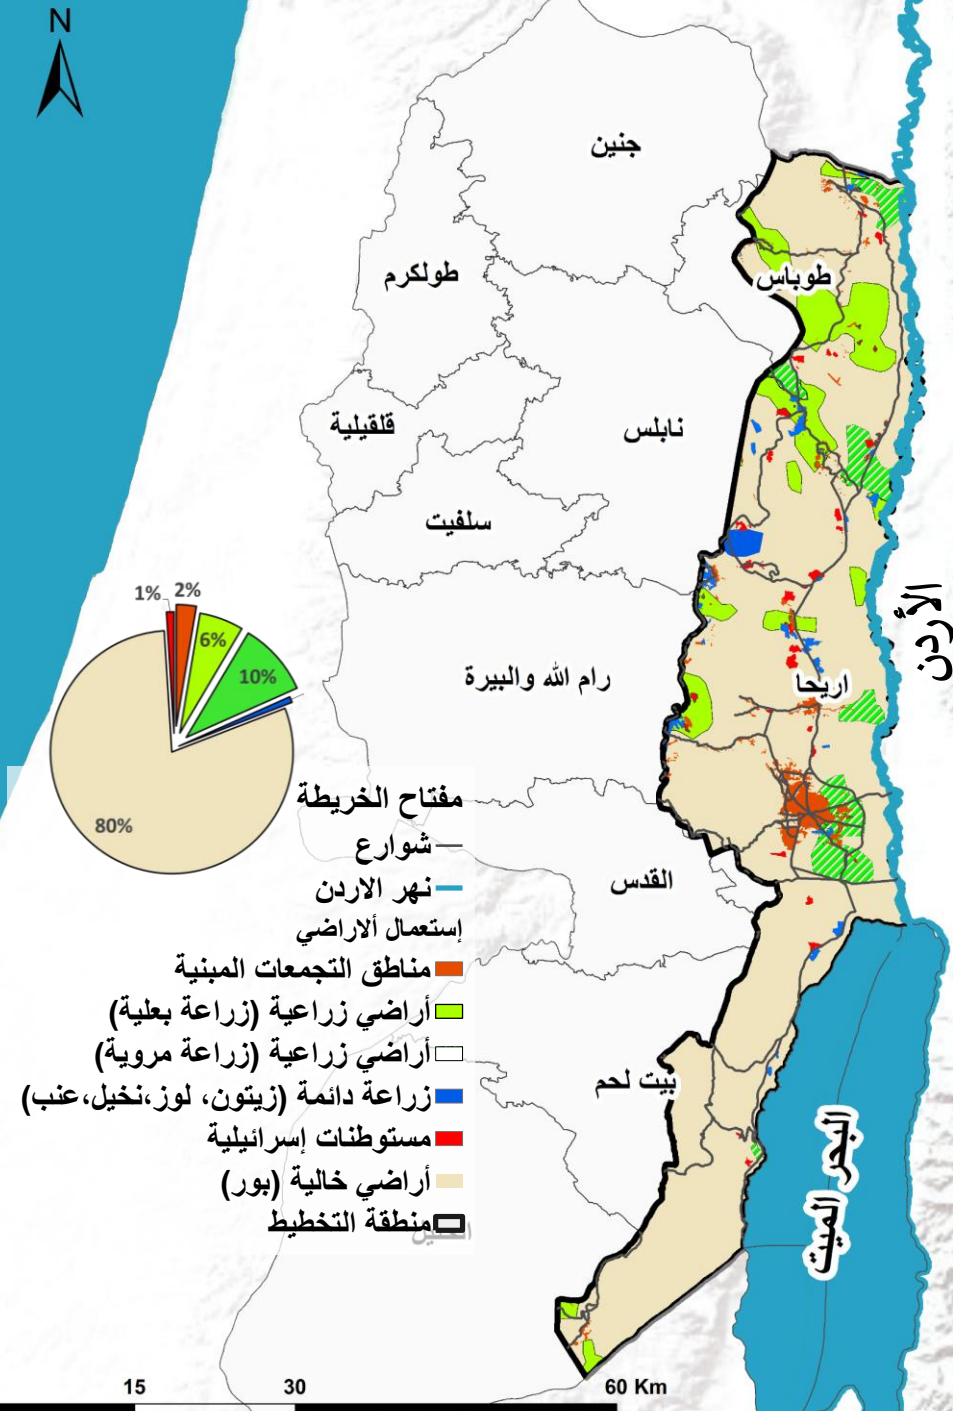 N
جنين
طوباس
طولكرم
نابلس
قلقيلية
سلفيت
الأردن
رام الله والبيرة
اريحا
1%
2%
6%
10%
80%
القدس
بيت لحم
البحر الميت
مفتاح الخريطة
شوارع
نهر الاردن
إستعمال ألاراضي
مناطق التجمعات المبنية
أراضي زراعية (زراعة بعلية)
أراضي زراعية (زراعة مروية)
زراعة دائمة (زيتون، لوز،نخيل،عنب)
مستوطنات إسرائيلية
أراضي خالية (بور)
منطقة التخطيط
15
30
60 Km